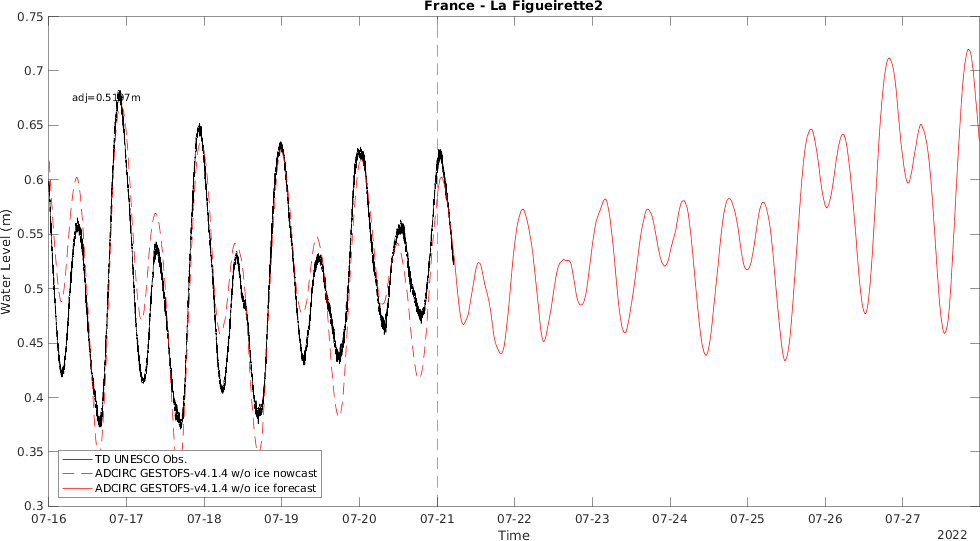 France - La Figueirette2
0.75
0.7
0.65
0.6
0.55
0.5
0.45
0.4
0.35
0.3
Water Level (m)
TD UNESCO Obs.
ADCIRC GESTOFS-v4.1.4 w/o ice nowcast
ADCIRC GESTOFS-v4.1.4 w/o ice forecast
07-16 07-17 07-18 07-19 07-20 07-21 07-22 07-23 07-24 07-25 07-26 07-27
Time
2022